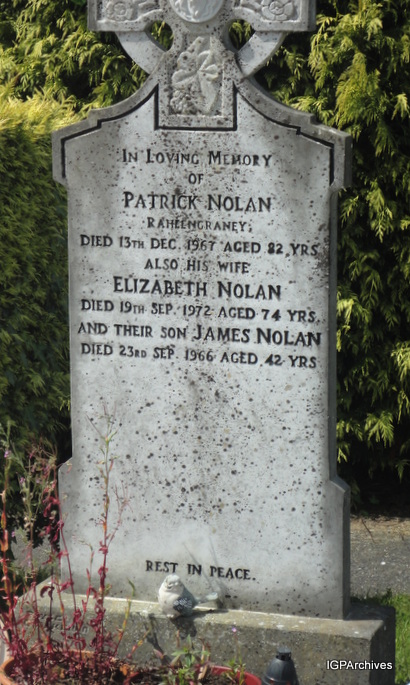 In Loving Memory
OF
PATRICK NOLAN
RAHEENGRANEY;
DIED 13TH DEC. 1967 AGED 82 YRS
ALSO HIS WIFE
ELIZABETH NOLAN
DIED 19TH SEP. 1972 AGED 74 YRS.
AND THEIR SON JAMES NOLAN
DIED 23RD SEP. 1966 AGED 42 YRS
REST IN PEACE.
IGPArchives